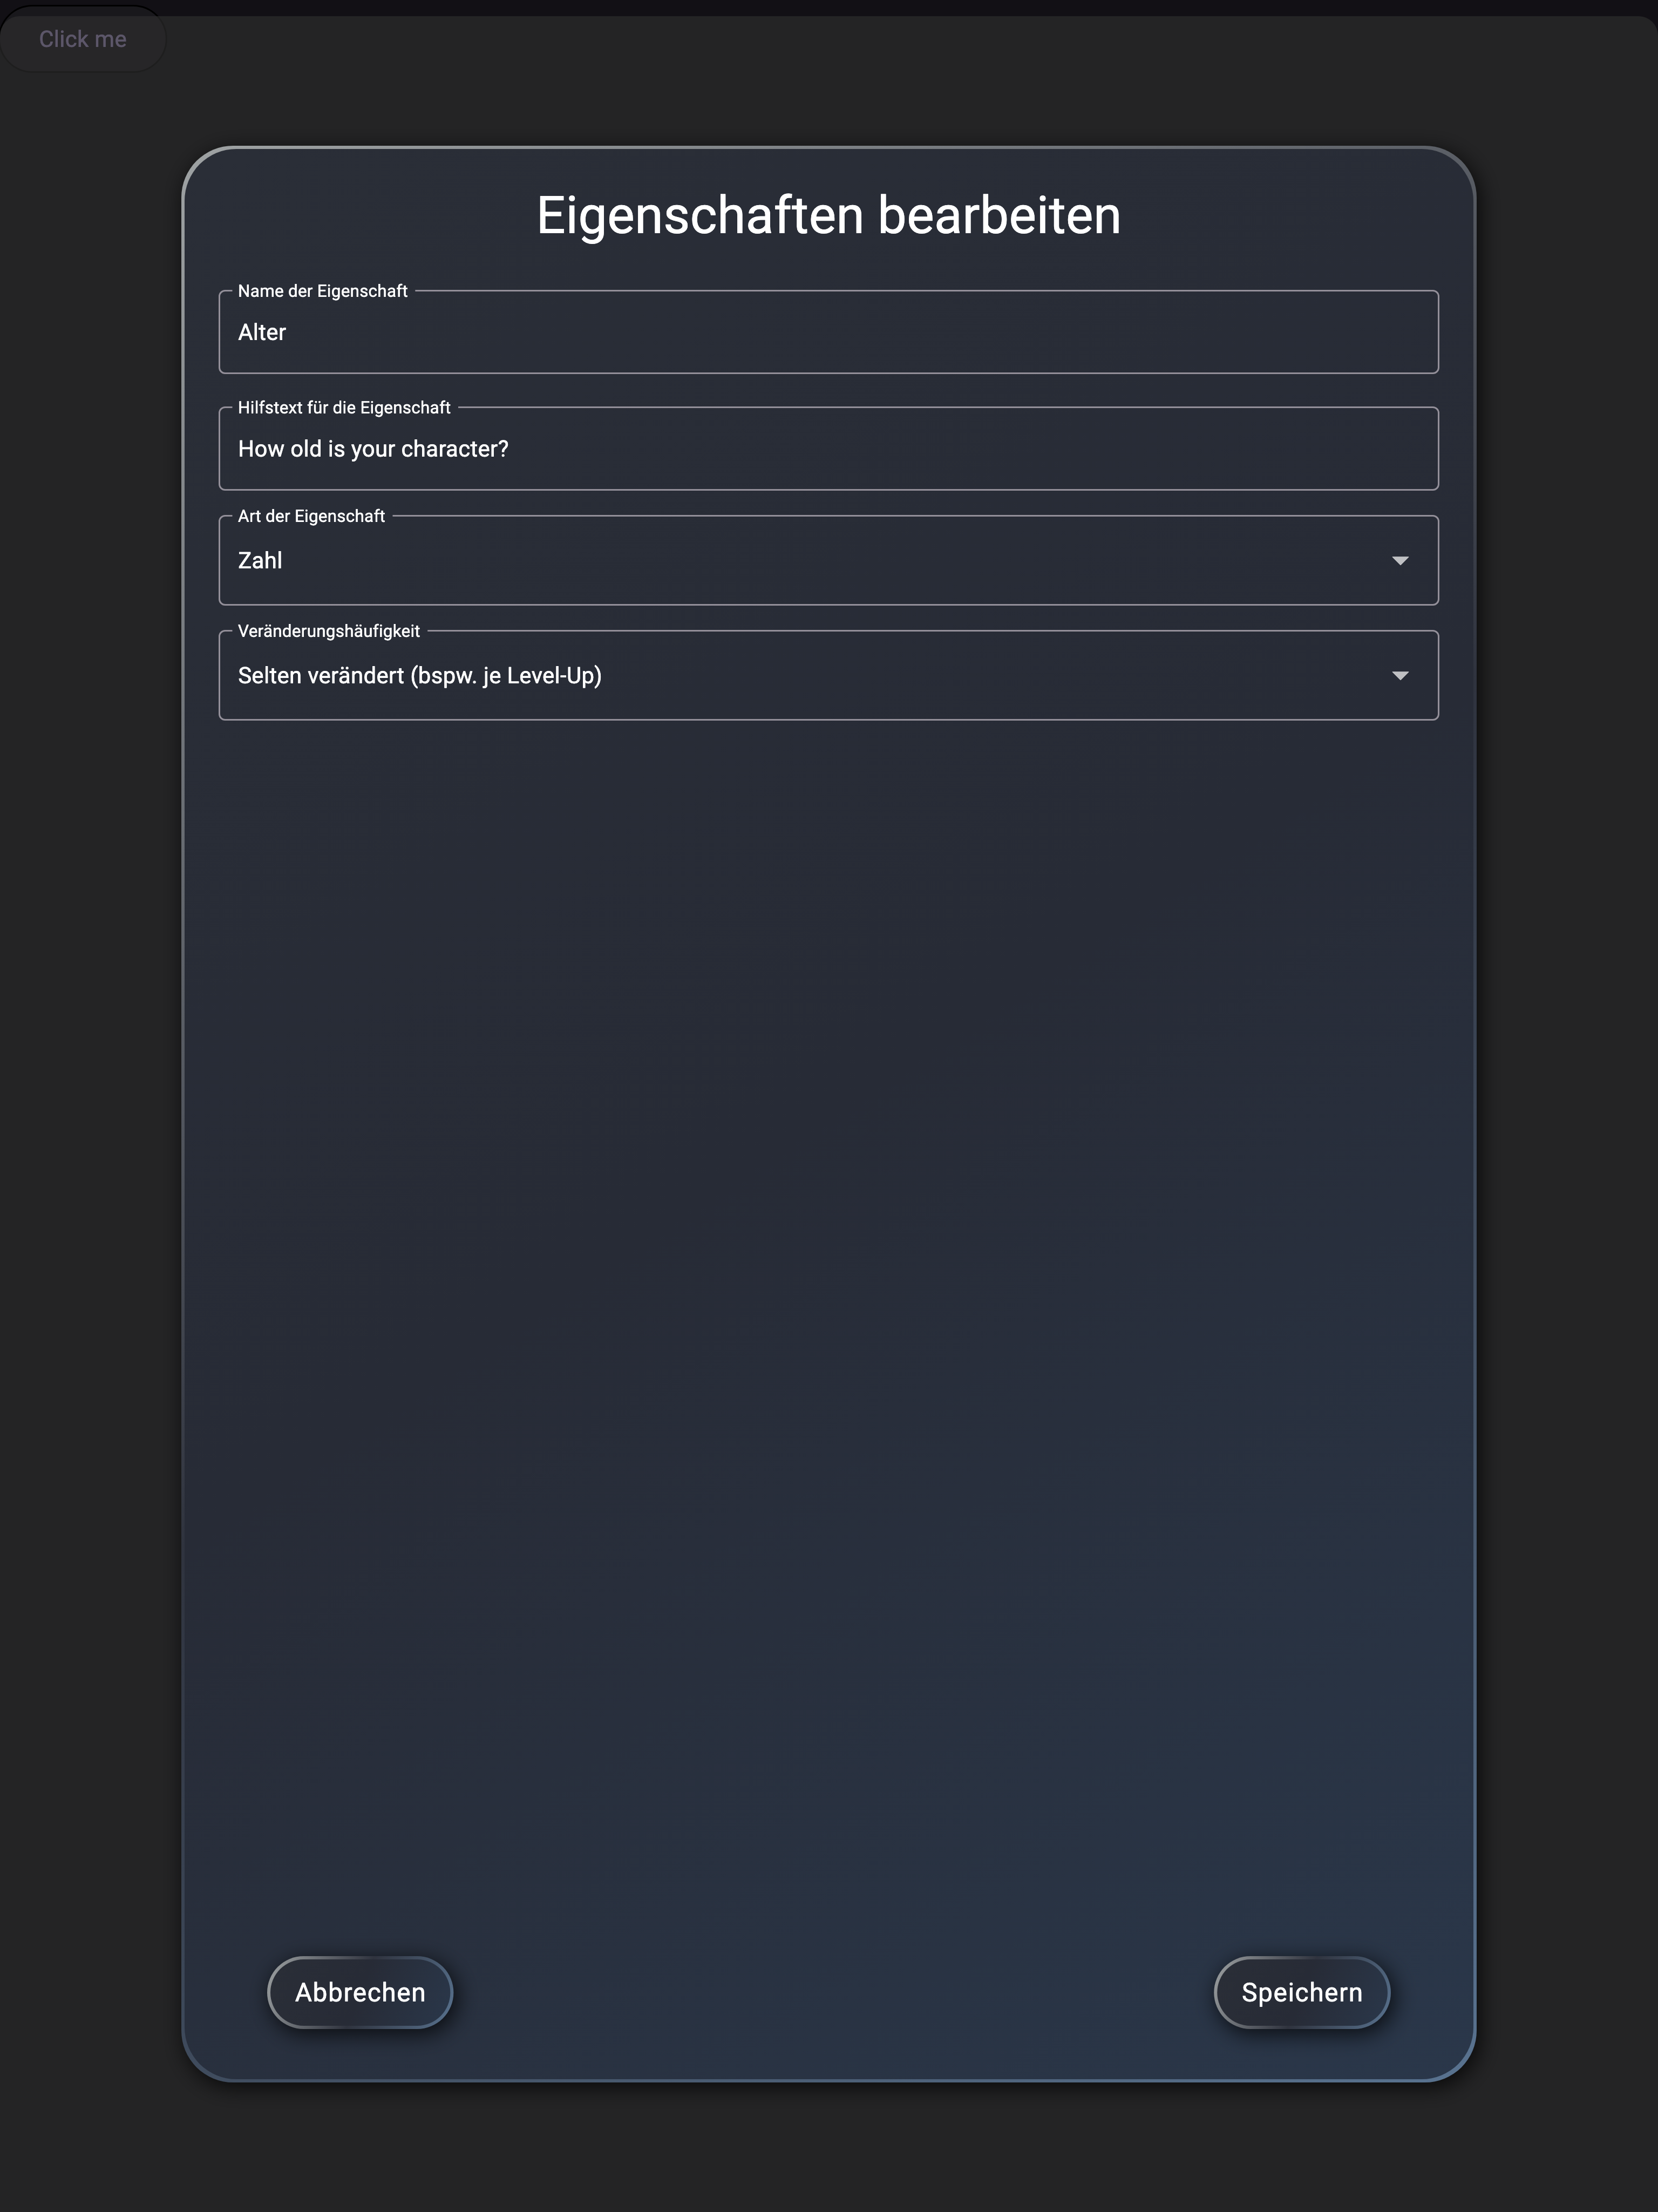 Click me
Eigenschaften bearbeiten
Name der Eigenschaft
Alter
Hilfstext für die Eigenschaft
How old is your character?
Art der Eigenschaft
Zahl
Veränderungshäufigkeit
Selten verändert (bspw. je Level-Up)
Abbrechen
Speichern